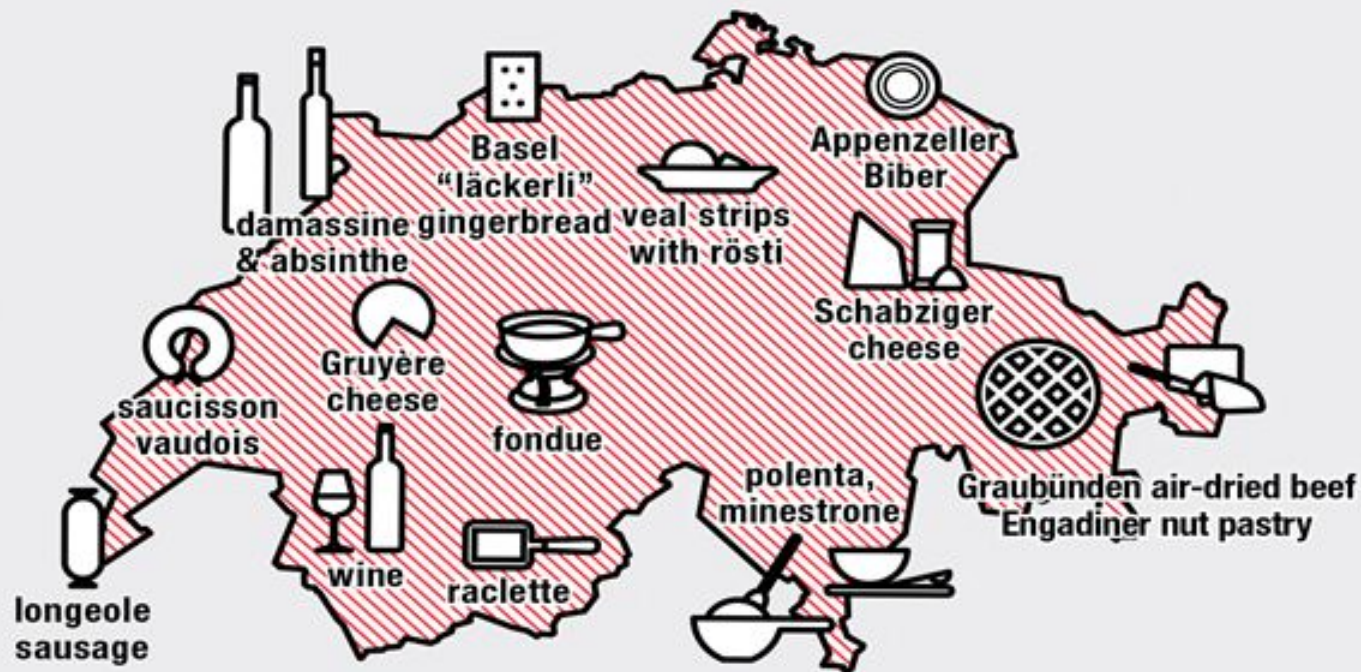 Basel
“läckerli”
gingerbread
Appenzeller
Biber
damassine
& absinthe
veal strips
with rösti
Schabziger
cheese
Gruyère
cheese
saucisson
vaudois
fondue
polenta,
minestrone
Graubünden air-dried beef
Engadiner nut pastry
wine
raclette
longeole
sausage